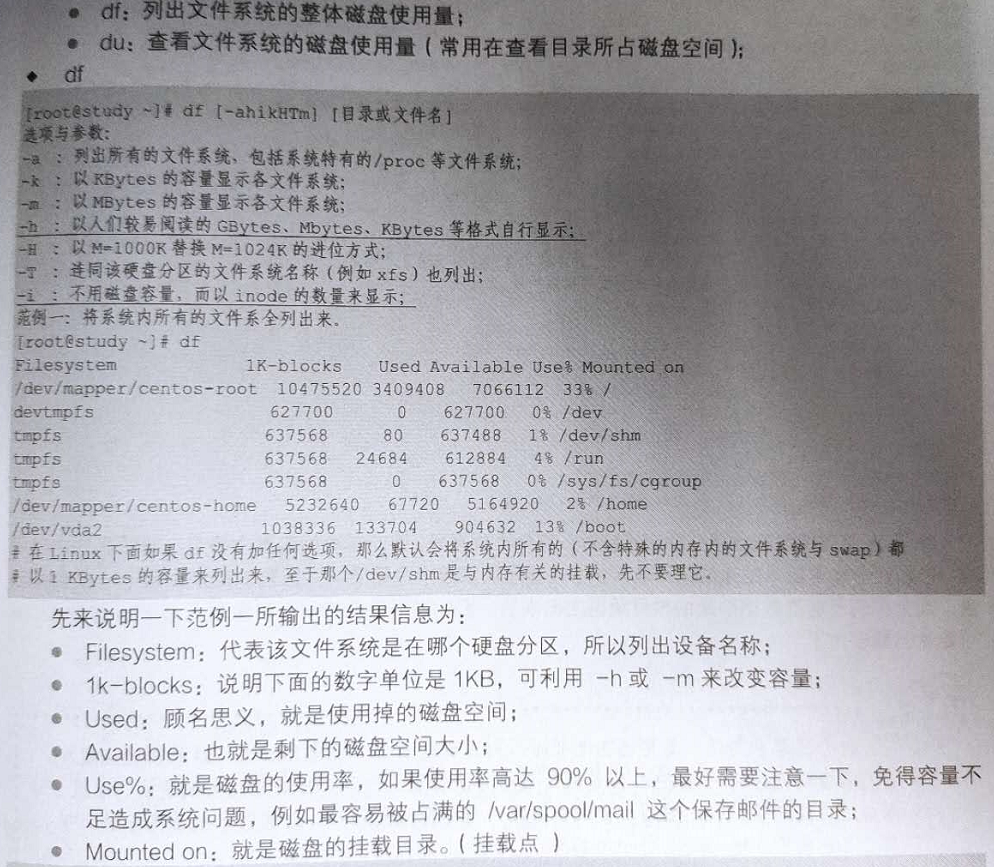 ● df：列出文件系统的整体磁盘使用量；
● du：查看文件系统的磁盘使用量（常用在查看目录所占磁盘空间）；
◆ df
[root@study ~]# df [-ahikHTm] [目录或文件名]
选项与参数：
-a ：列出所有的文件系统，包括系统特有的/proc 等文件系统；
-k ：以 KBytes 的容量显示各文件系统；
-m ：以 MBytes 的容量显示各文件系统；
-h ：以人们较易阅读的 GBytes、Mbytes、KBytes 等格式自行显示；
-H ：以 M=1000K 替换 M=1024K 的进位方式；
-T ：连同该硬盘分区的文件系统名称（例如 xfs）也列出；
-i ：不用磁盘容量，而以 inode 的数量来显示；
范例一：将系统内所有的文件系全列出来。
[root@study ~]# df
Filesystem 1K-blocks Used Available Use% Mounted on
/dev/mapper/centos-root 10475520 3409408 7066112 33% /
devtmpfs 627700 0 627700 0% /dev
tmpfs 637568 80 637488 1% /dev/shm
tmpfs 637568 24684 612884 4% /run
tmpfs 637568 0 637568 0% /sys/fs/cgroup
/dev/mapper/centos-home 5232640 67720 5164920 2% /home
/dev/vda2 1038336 133704 904632 13% /boot
# 在 Linux 下面如果 df 没有加任何选项，那么默认会将系统内所有的（不含特殊的内存内的文件系统与 swap）都
# 以 1 KBytes 的容量来列出来，至于那个/dev/shm 是与内存有关的挂载，先不要理它。
先来说明一下范例一所输出的结果信息为：
● Filesystem：代表该文件系统是在哪个硬盘分区，所以列出设备名称；
● 1k-blocks：说明下面的数字单位是 1KB，可利用 -h 或 -m 来改变容量；
● Used：顾名思义，就是使用掉的磁盘空间；
● Available：也就是剩下的磁盘空间大小；
● Use%：就是磁盘的使用率，如果使用率高达 90% 以上，最好需要注意一下，免得容量不
足造成系统问题，例如最容易被占满的 /var/spool/mail 这个保存邮件的目录；
● Mounted on：就是磁盘的挂载目录。（挂载点 ）